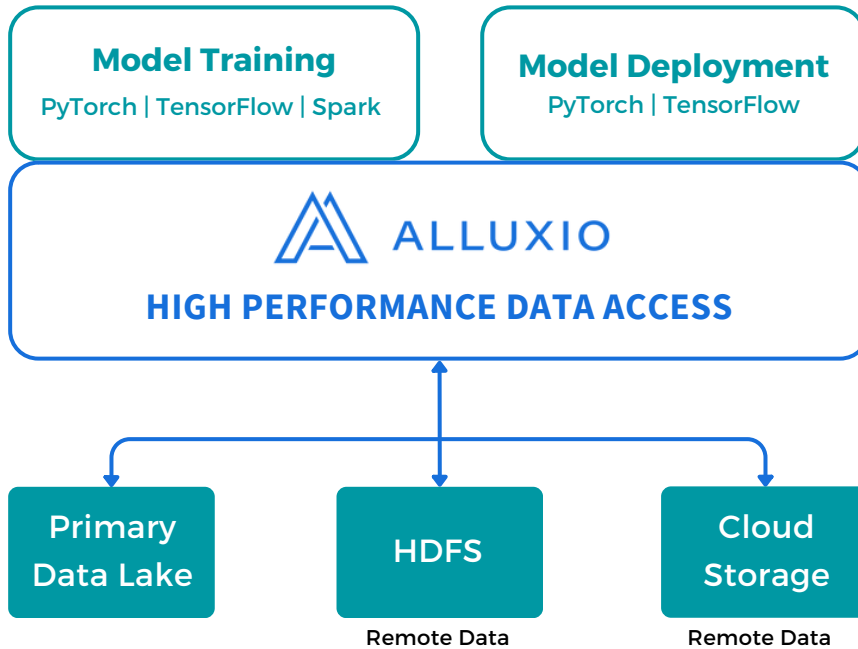 Model Training
PyTorch | TensorFlow | Spark
Model Deployment
PyTorch | TensorFlow
ALLUXIO
HIGH PERFORMANCE DATA ACCESS
Primary
Data Lake
HDFS
Remote Data
Cloud
Storage
Remote Data